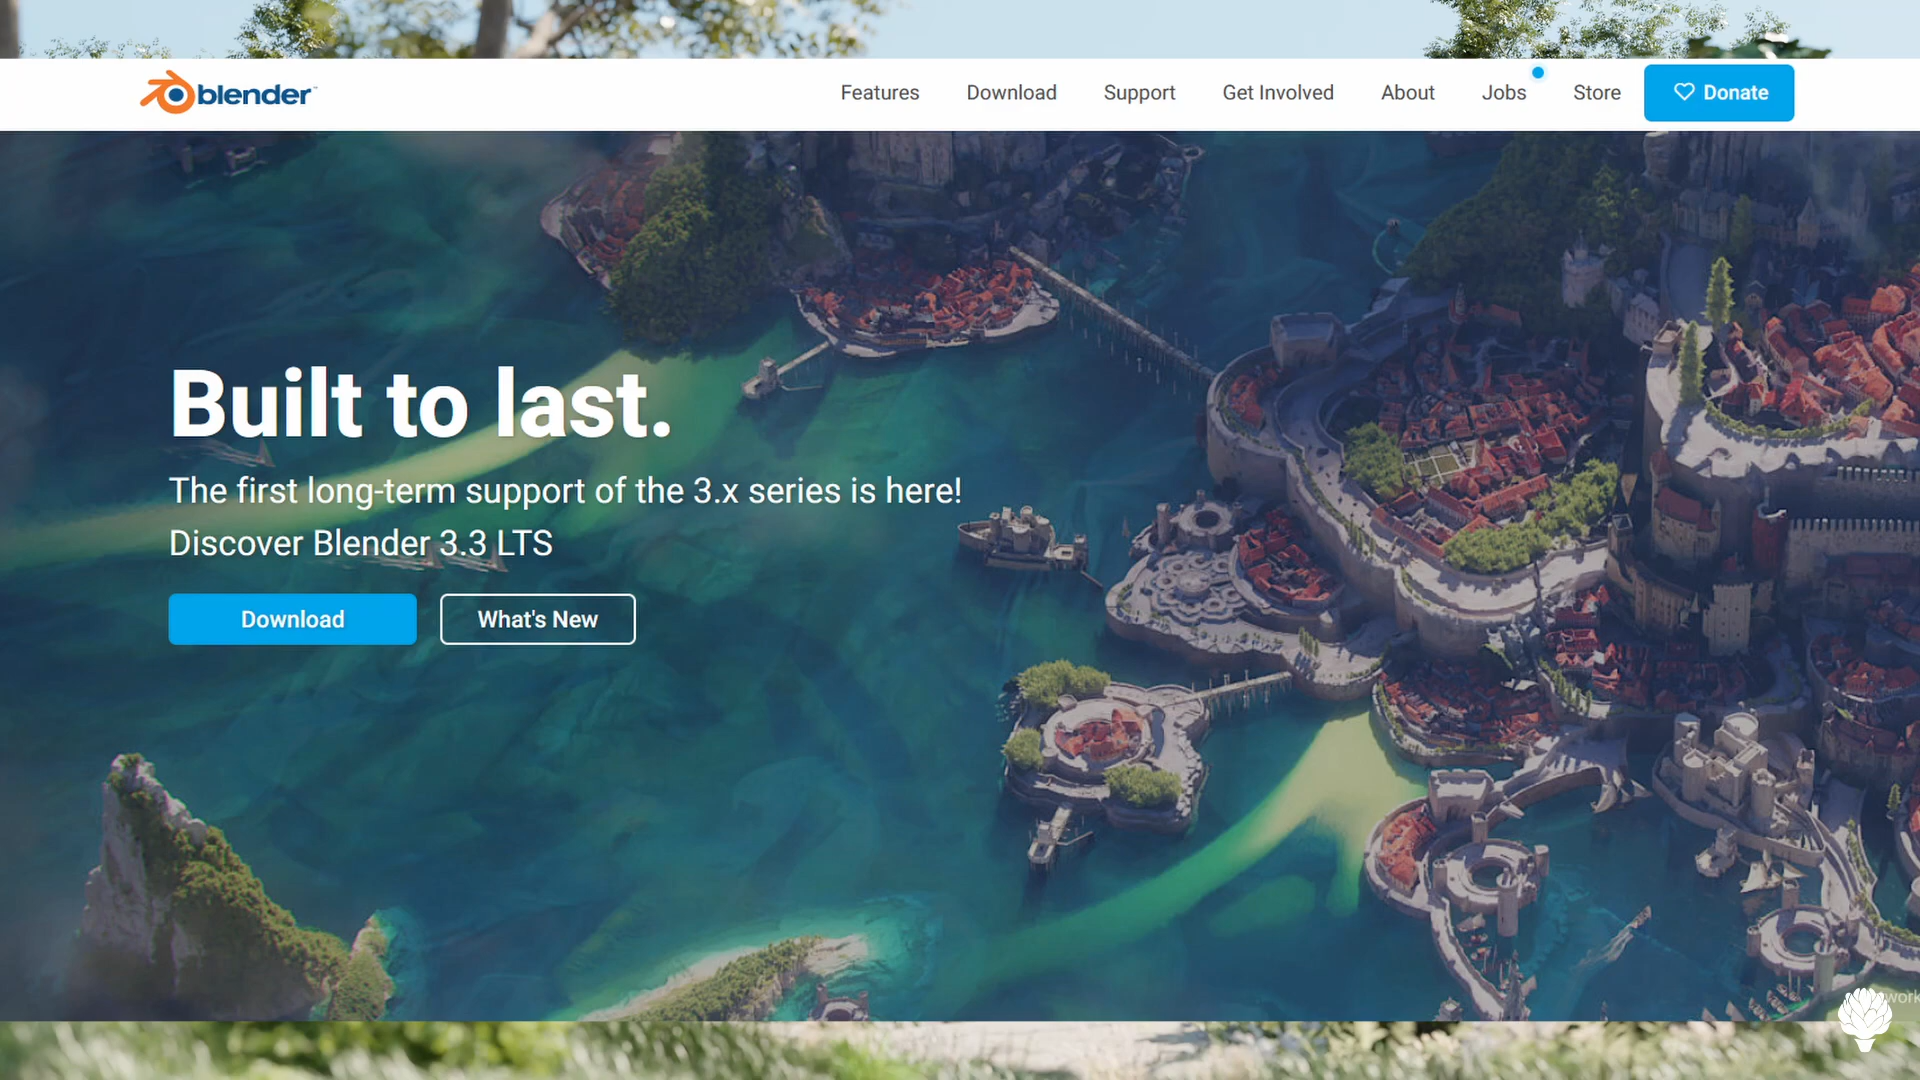 blender
Features Download Support Get Involved About Jobs Store Donate
Built to last.
The first long-term support of the 3.x series is here!
Discover Blender 3.3 LTS
Download What's New